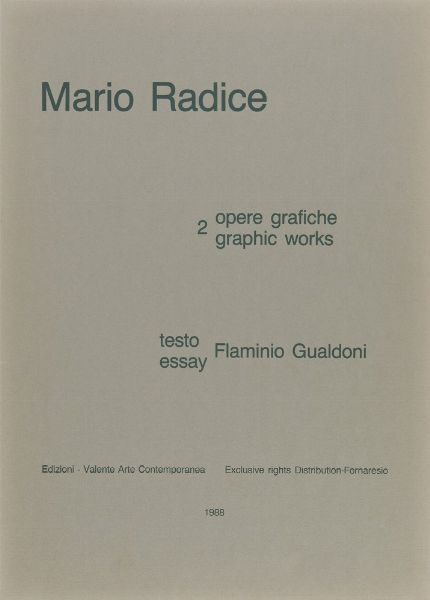 Mario Radice
2 opere grafiche
graphic works
testo
essay Flaminio Gualdoni
Edizioni - Valente Arte Contemporanea Exclusive rights Distribution-Fornaresio
1988